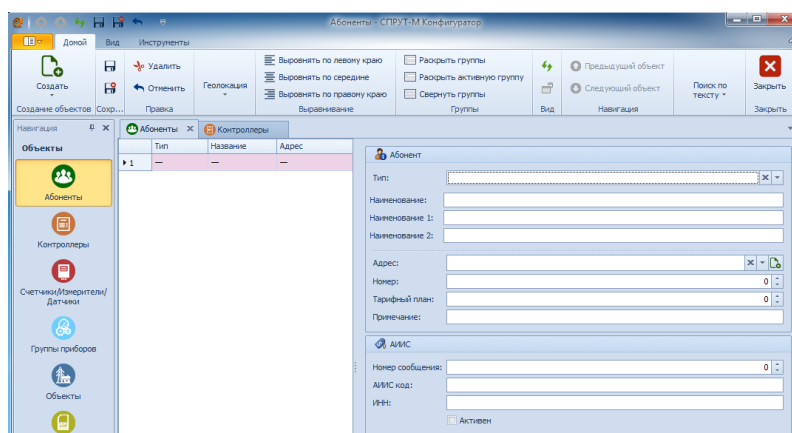 Абоненты - СПРУТ-М Конфигуратор
Домой Вид Инструменты
Создать
Удалить
Отменить
Геолокация
Выровнять по левому краю
Выровнять по середине
Выровнять по правому краю
Раскрыть группы
Раскрыть активную группу
Свернуть группы
Предыдущий объект
Следующий объект
Поиск по
тексту
Закрыть
Создание объектов Сохр... Правка Выравнивание Группы Вид Навигация Закрыть
Навигация
Объекты
Абоненты
Контроллеры
Счетчики/Измерители/
Датчики
Группы приборов
Объекты
Абоненты Контроллеры
Тип Название Адрес
1 — — —
Абонент
Тип:
Наименование:
Наименование 1:
Наименование 2:
Адрес:
Номер: 0
Тарифный план: 0
Примечание:
АИИС
Номер сообщения: 0
АИИС код:
ИНН:
Активен